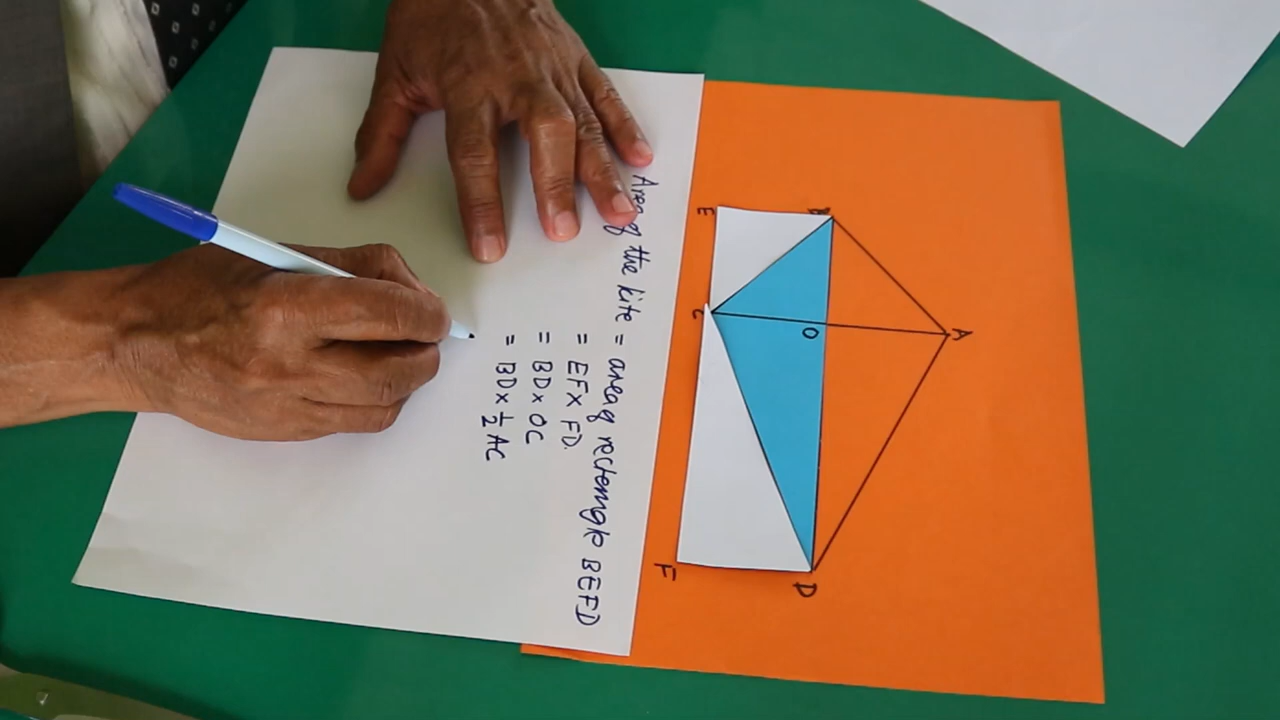 Area of the kite = area of rectangle BEFD
= EF x FD.
= BD x OC
= BD x ½ AC
A
B
O
D
E
C
F